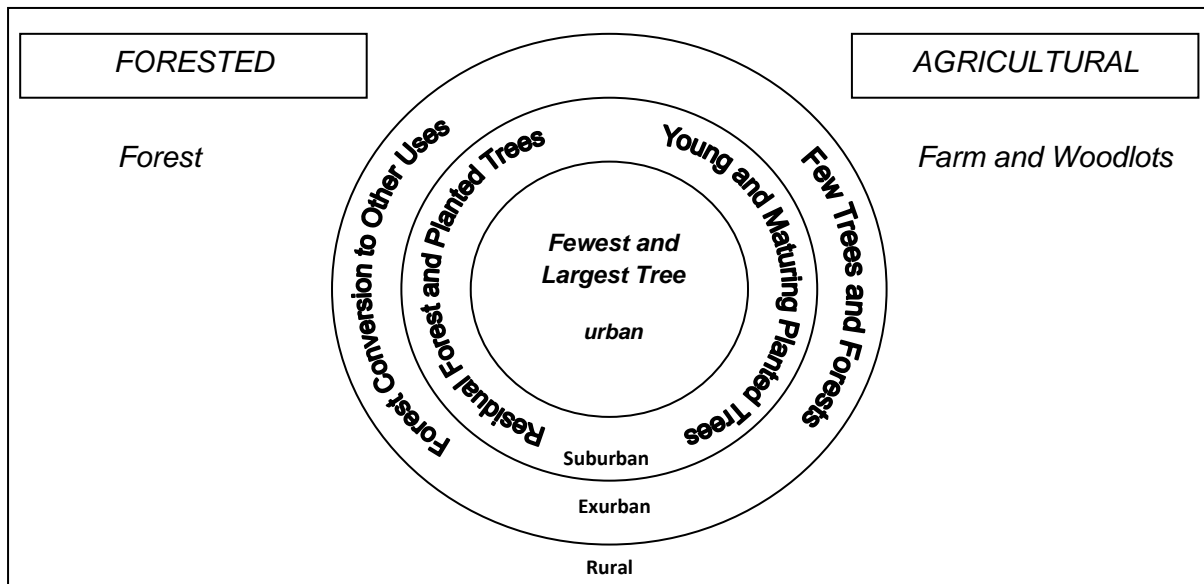 FORESTED
AGRICULTURAL
Forest
Farm and Woodlots
Forest Conversion to Other Uses
Residual Forest and Planted Trees
Young and Maturing Planted Trees
Few Trees and Forests
Fewest and
Largest Tree
urban
Suburban
Exurban
Rural